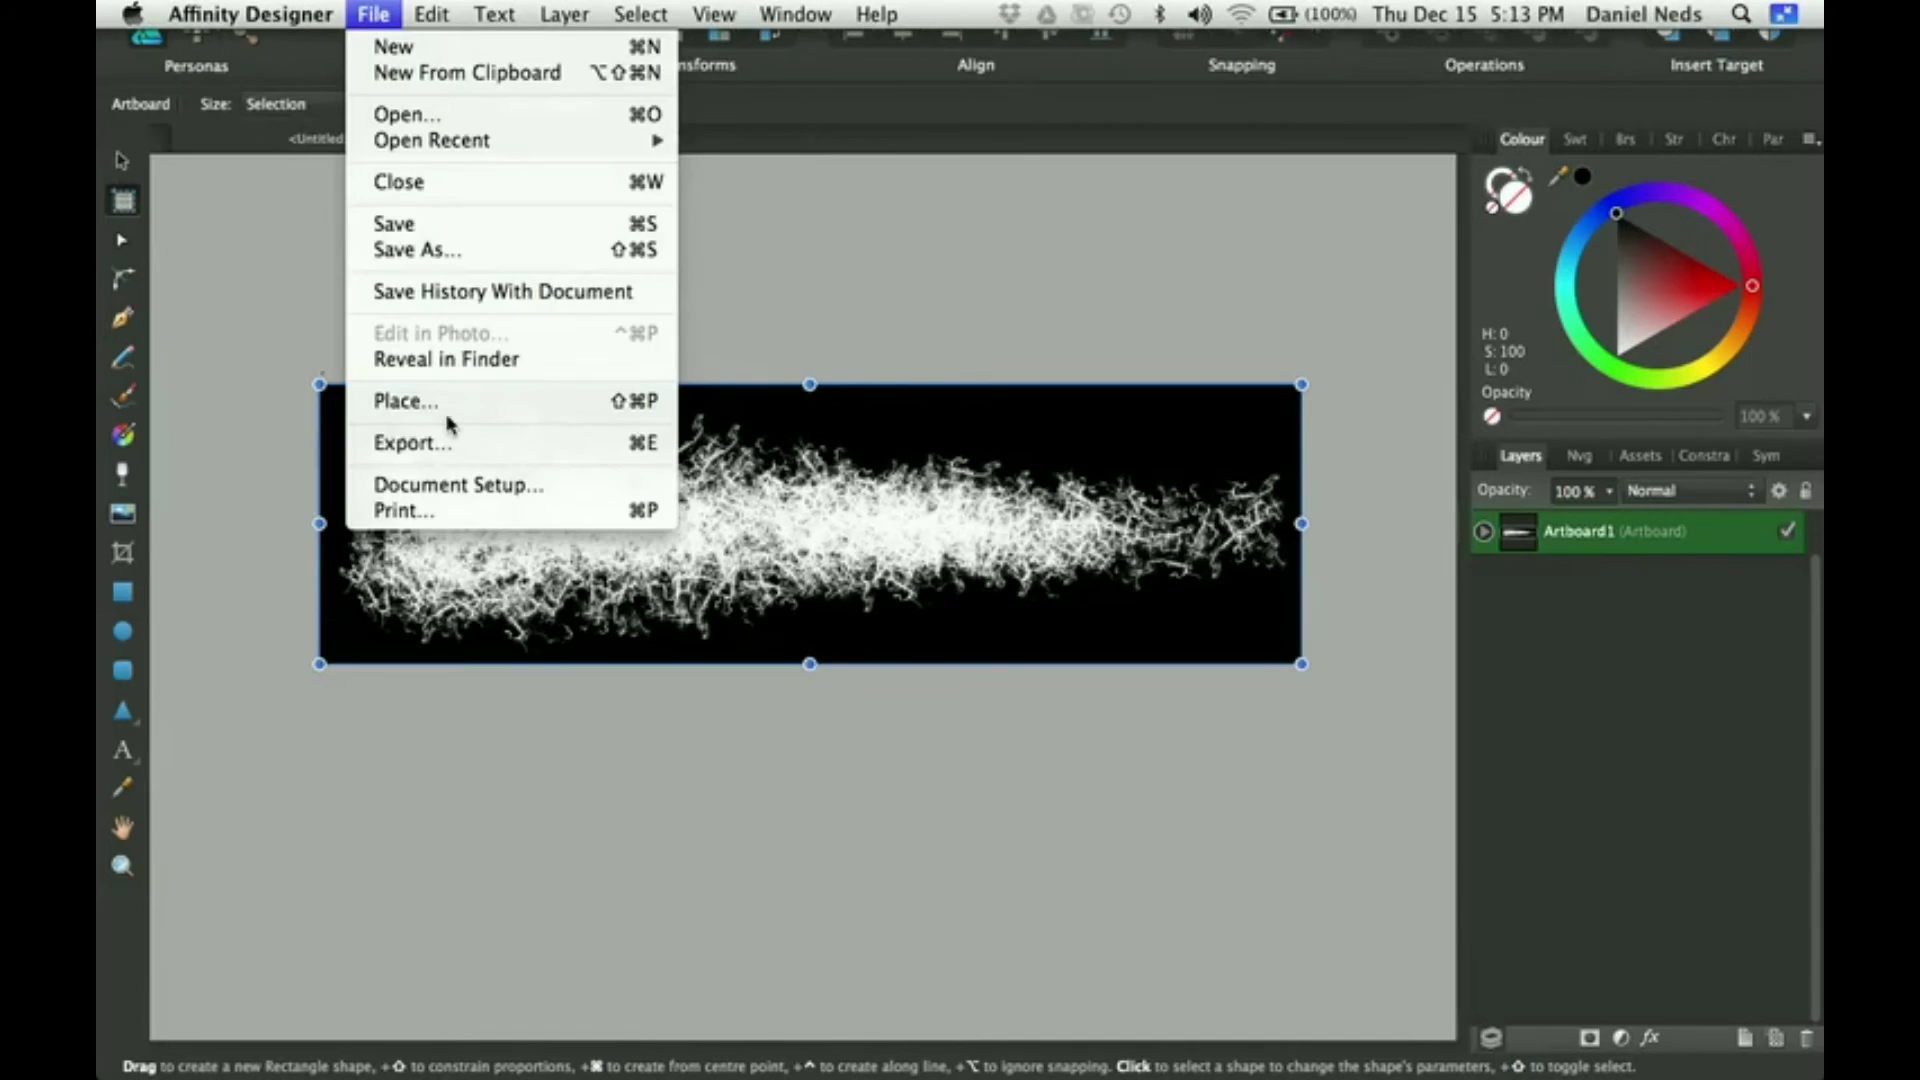 Affinity Designer File Edit Text Layer Select View Window Help (100%) Thu Dec 15 5:13 PM Daniel Neds
Personas nsforms Align Snapping Operations Insert Target
Artboard Size: Selection
<Untitled
New ⌘N
New From Clipboard ⌥⇧⌘N
Open... ⌘O
Open Recent ▶
Close ⌘W
Save ⌘S
Save As... ⇧⌘S
Save History With Document
Edit in Photo... ^⌘P
Reveal in Finder
Place... ⇧⌘P
Export... ⌘E
Document Setup...
Print... ⌘P
Colour Swt Brs Str Chr Par
H: 0
S: 100
L: 0
Opacity
100 %
Layers Nvg Assets Constra Sym
Opacity: 100 % Normal
Artboard1 (Artboard)
A
fx
Drag to create a new Rectangle shape, +⇧ to constrain proportions, +⌘ to create from centre point, +^ to create along line, +⌥ to ignore snapping. Click to select a shape to change the shape's parameters, +⇧ to toggle select.